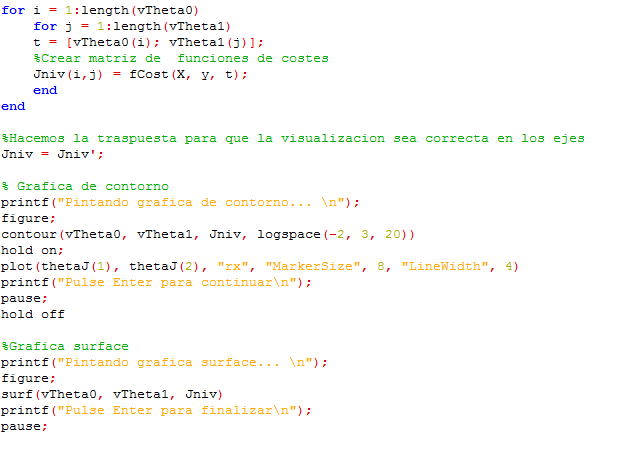 for i = 1:length(vTheta0)
    for j = 1:length(vTheta1)
    t = [vTheta0(i); vTheta1(j)];
    %Crear matriz de  funciones de costes
    Jniv(i,j) = fCost(X, y, t);
    end
end

%Hacemos la traspuesta para que la visualizacion sea correcta en los ejes
Jniv = Jniv';

% Grafica de contorno
printf("Pintando grafica de contorno... \n");
figure;
contour(vTheta0, vTheta1, Jniv, logspace(-2, 3, 20))
hold on;
plot(thetaJ(1), thetaJ(2), "rx", "MarkerSize", 8, "LineWidth", 4)
printf("Pulse Enter para continuar\n");
pause;
hold off

%Grafica surface
printf("Pintando grafica surface... \n");
figure;
surf(vTheta0, vTheta1, Jniv)
printf("Pulse Enter para finalizar\n");
pause;